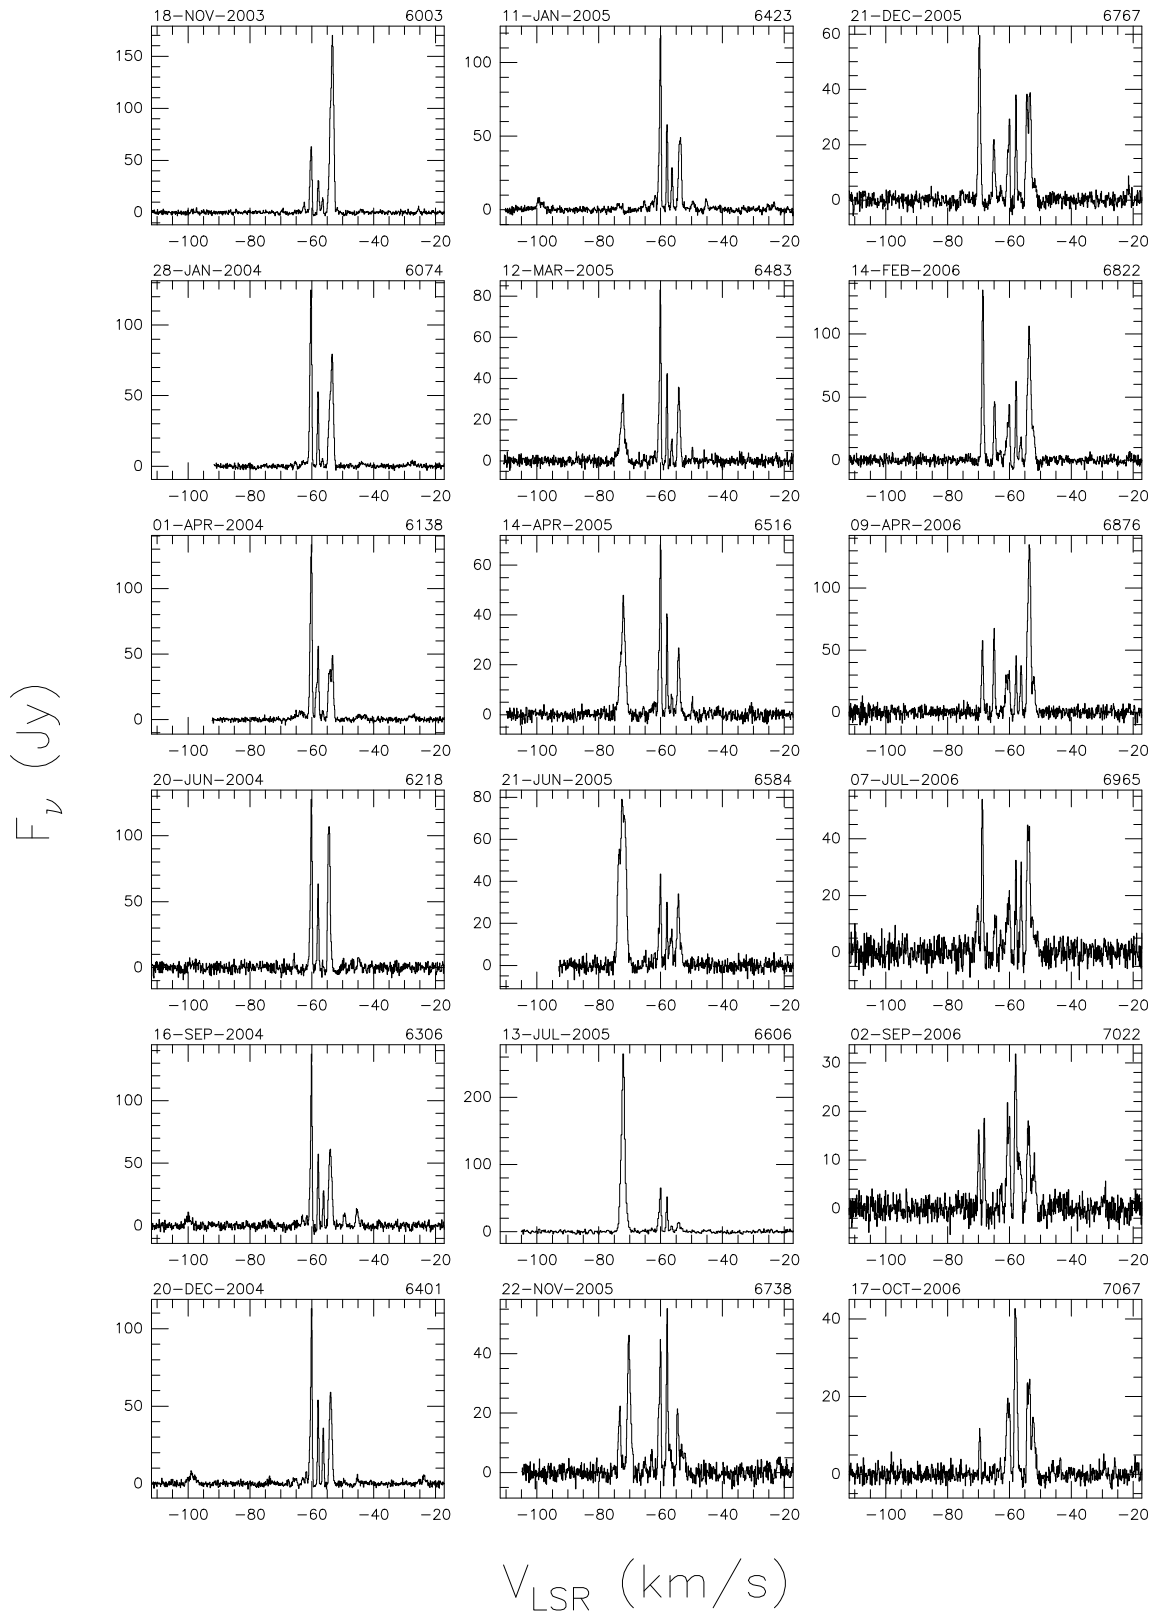 18-NOV-2003 6003
150
100
50
0
-100 -80 -60 -40 -20
28-JAN-2004 6074
100
50
0
-100 -80 -60 -40 -20
01-APR-2004 6138
100
50
0
-100 -80 -60 -40 -20
20-JUN-2004 6218
100
50
0
-100 -80 -60 -40 -20
16-SEP-2004 6306
100
50
0
-100 -80 -60 -40 -20
20-DEC-2004 6401
100
50
0
-100 -80 -60 -40 -20
11-JAN-2005 6423
100
50
0
-100 -80 -60 -40 -20
12-MAR-2005 6483
80
60
40
20
0
-100 -80 -60 -40 -20
14-APR-2005 6516
60
40
20
0
-100 -80 -60 -40 -20
21-JUN-2005 6584
80
60
40
20
0
-100 -80 -60 -40 -20
13-JUL-2005 6606
200
100
0
-100 -80 -60 -40 -20
22-NOV-2005 6738
40
20
0
-100 -80 -60 -40 -20
21-DEC-2005 6767
60
40
20
0
-100 -80 -60 -40 -20
14-FEB-2006 6822
100
50
0
-100 -80 -60 -40 -20
09-APR-2006 6876
100
50
0
-100 -80 -60 -40 -20
07-JUL-2006 6965
40
20
0
-100 -80 -60 -40 -20
02-SEP-2006 7022
30
20
10
0
-100 -80 -60 -40 -20
17-OCT-2006 7067
40
20
0
-100 -80 -60 -40 -20
F_ν (Jy)
V_LSR (km/s)